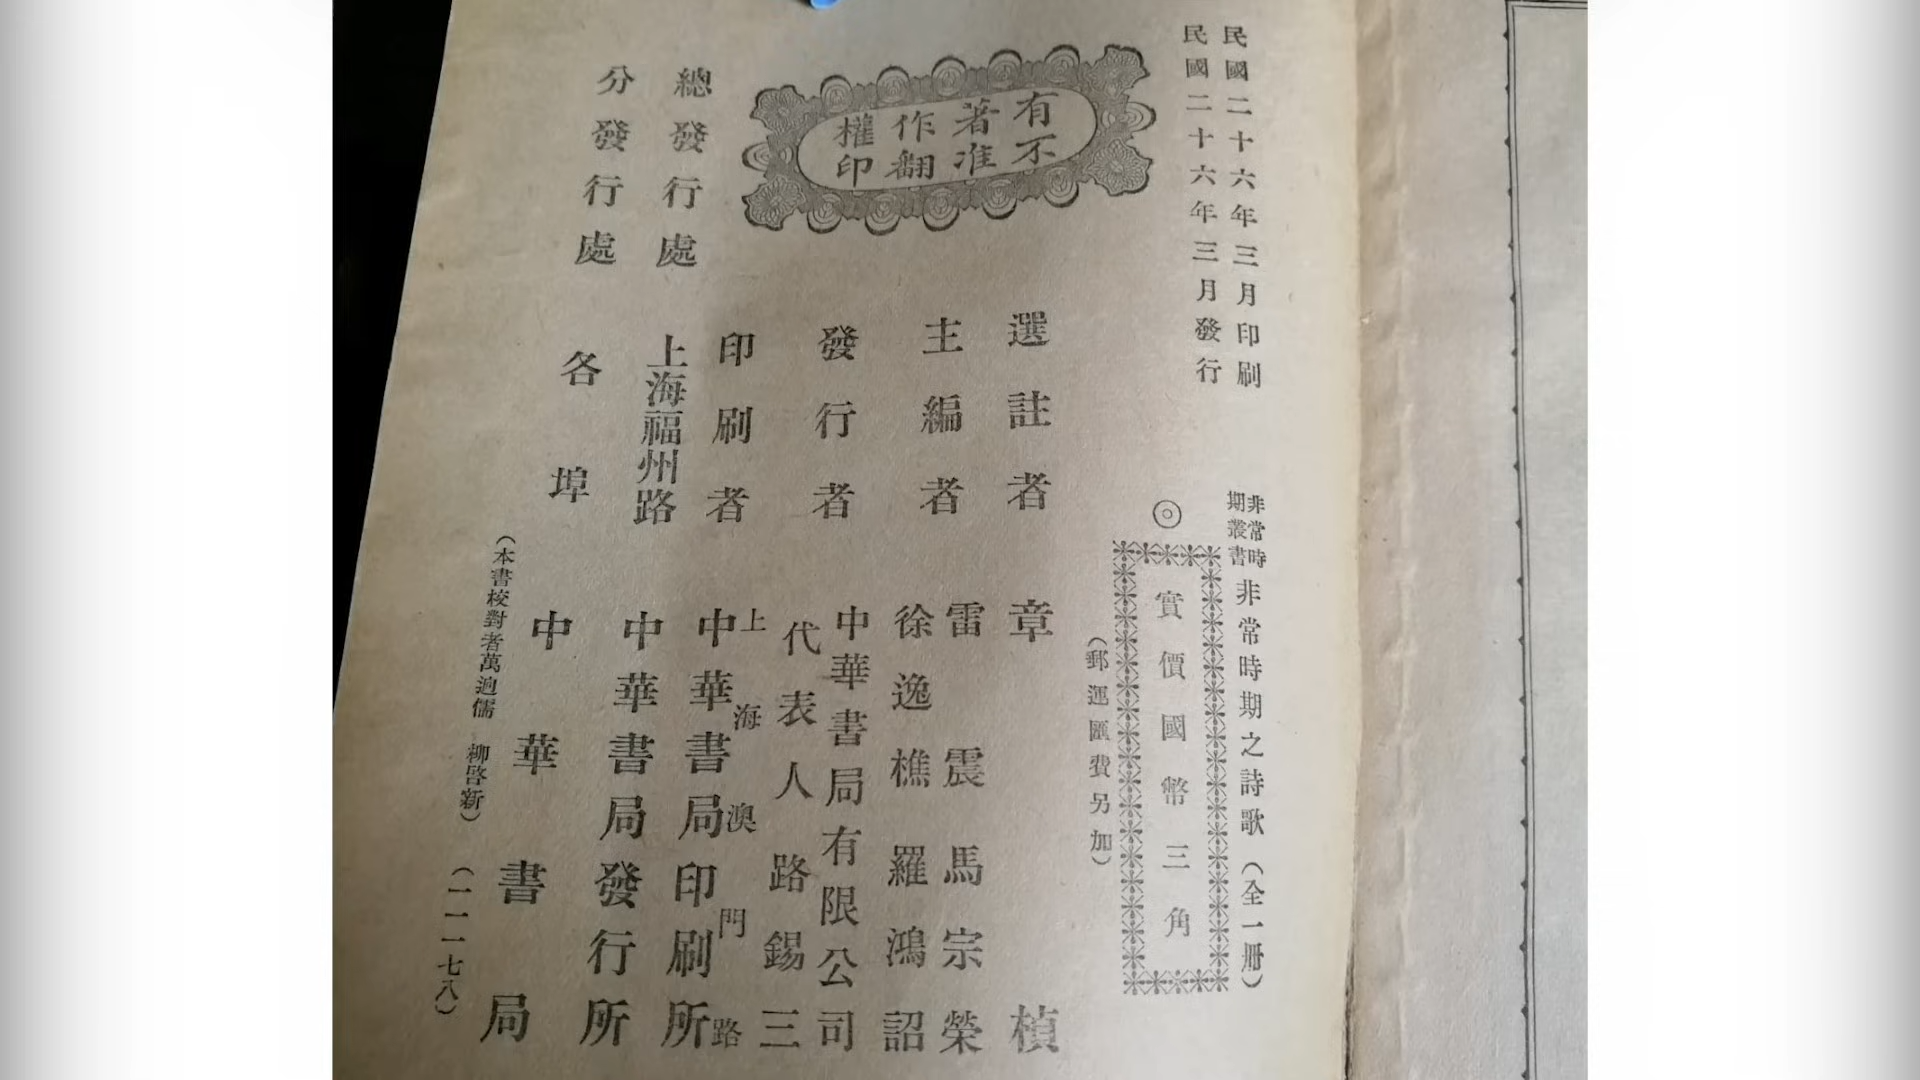 民國二十六年三月印刷
民國二十六年三月發行
非常時期叢書 非常時期之詩歌（全一冊）
◎實價國幣三角
（郵運匯費另加）
有著作權
不准翻印
選註者 章楨
主編者 雷震 馬宗榮
徐逸樵 羅鴻詔
發行者 中華書局有限公司
代表人 路錫三
印刷者 上海澳門路
中華書局印刷所
總發行處 上海福州路 中華書局發行所
分發行處 各埠 中華書局
（本書校對者萬迥儒 柳啓新）
（一一一七八）